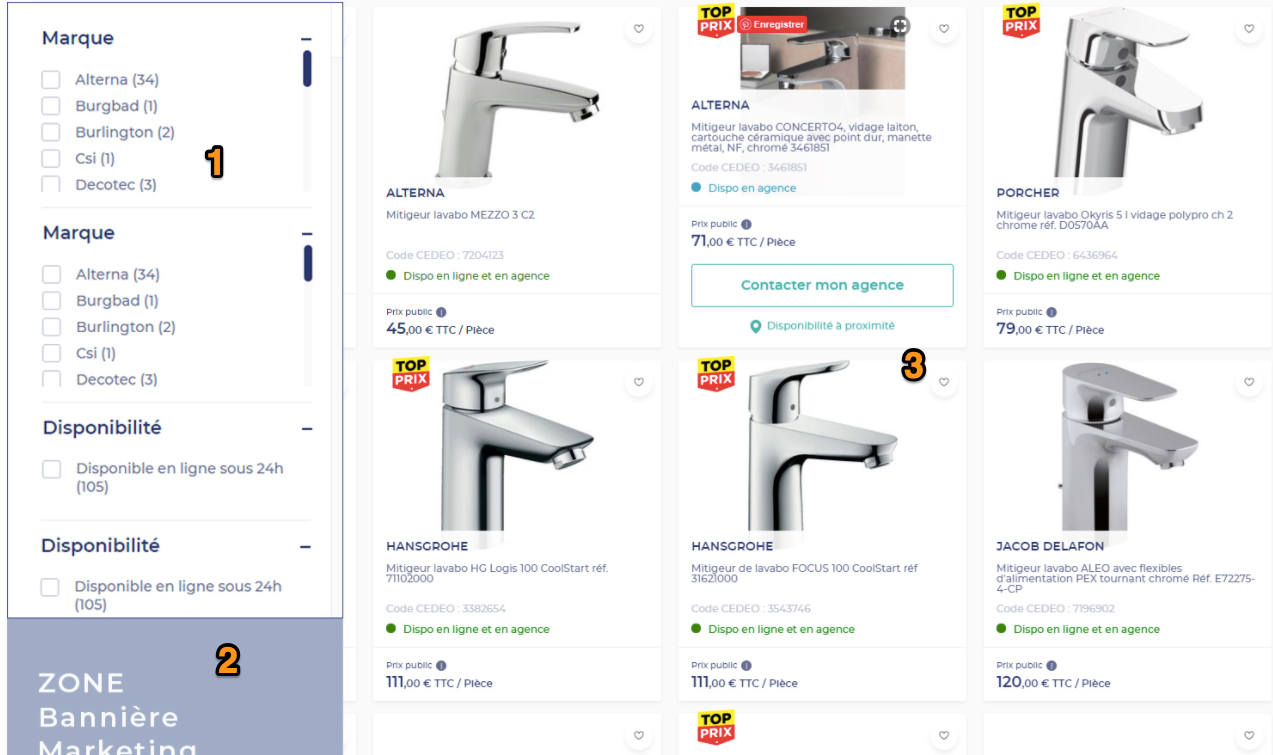 Marque
Alterna (34)
Burgbad (1)
Burlington (2)
Csi (1)
Decotec (3)
1
Marque
Alterna (34)
Burgbad (1)
Burlington (2)
Csi (1)
Decotec (3)
Disponibilité
Disponible en ligne sous 24h
(105)
Disponibilité
Disponible en ligne sous 24h
(105)
2
ZONE
Bannière
Marketing
ALTERNA
Mitigeur lavabo MEZZO 3 C2
Code CEDEO : 7204123
Dispo en ligne et en agence
Prix public
45,00 € TTC / Pièce
TOP
PRIX
Enregistrer
ALTERNA
Mitigeur lavabo CONCERTO4, vidage laiton,
cartouche céramique avec point dur, manette
métal, NF, chromé 3461851
Code CEDEO : 3461851
Dispo en agence
Prix public
71,00 € TTC / Pièce
Contacter mon agence
Disponibilité à proximité
TOP
PRIX
PORCHER
Mitigeur lavabo Okyris 5 l vidage polypro ch 2
chrome réf. D0570AA
Code CEDEO : 6436964
Dispo en ligne et en agence
Prix public
79,00 € TTC / Pièce
TOP
PRIX
HANSGROHE
Mitigeur lavabo HG Logis 100 CoolStart réf.
71102000
Code CEDEO : 3382654
Dispo en ligne et en agence
Prix public
111,00 € TTC / Pièce
TOP
PRIX
3
HANSGROHE
Mitigeur de lavabo FOCUS 100 CoolStart réf
31621000
Code CEDEO : 3543746
Dispo en ligne et en agence
Prix public
111,00 € TTC / Pièce
JACOB DELAFON
Mitigeur lavabo ALEO avec flexibles
d'alimentation PEX tournant chromé Réf. E72275-
4-CP
Code CEDEO : 7196902
Dispo en ligne et en agence
Prix public
120,00 € TTC / Pièce
TOP
PRIX